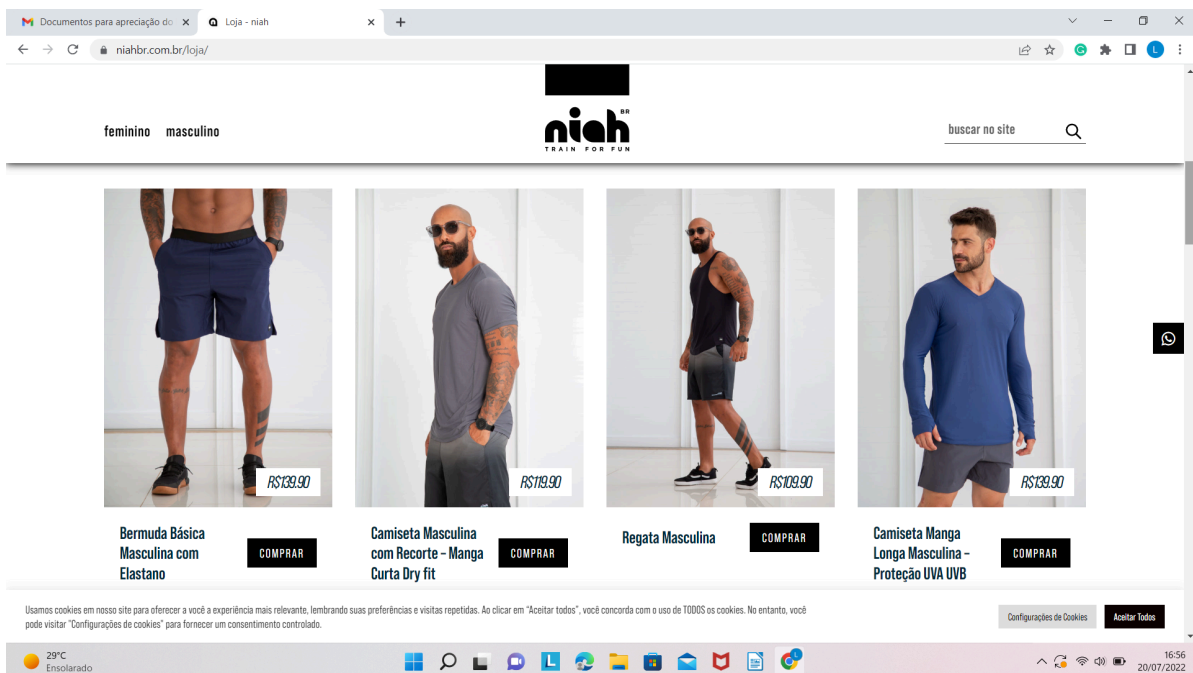 Documentos para apreciação do
Loja - niah
niahbr.com.br/loja/
L
feminino masculino
niah BR
TRAIN FOR FUN
buscar no site
R$139.90
R$119.90
R$109.90
R$139.90
Bermuda Básica
Masculina com
Elastano
COMPRAR
Camiseta Masculina
com Recorte – Manga
Curta Dry fit
COMPRAR
Regata Masculina
COMPRAR
Camiseta Manga
Longa Masculina –
Proteção UVA UVB
COMPRAR
Usamos cookies em nosso site para oferecer a você a experiência mais relevante, lembrando suas preferências e visitas repetidas. Ao clicar em "Aceitar todos", você concorda com o uso de TODOS os cookies. No entanto, você
pode visitar "Configurações de cookies" para fornecer um consentimento controlado.
Configurações de Cookies
Aceitar Todos
29°C
Ensolarado
L
L
16:56
20/07/2022